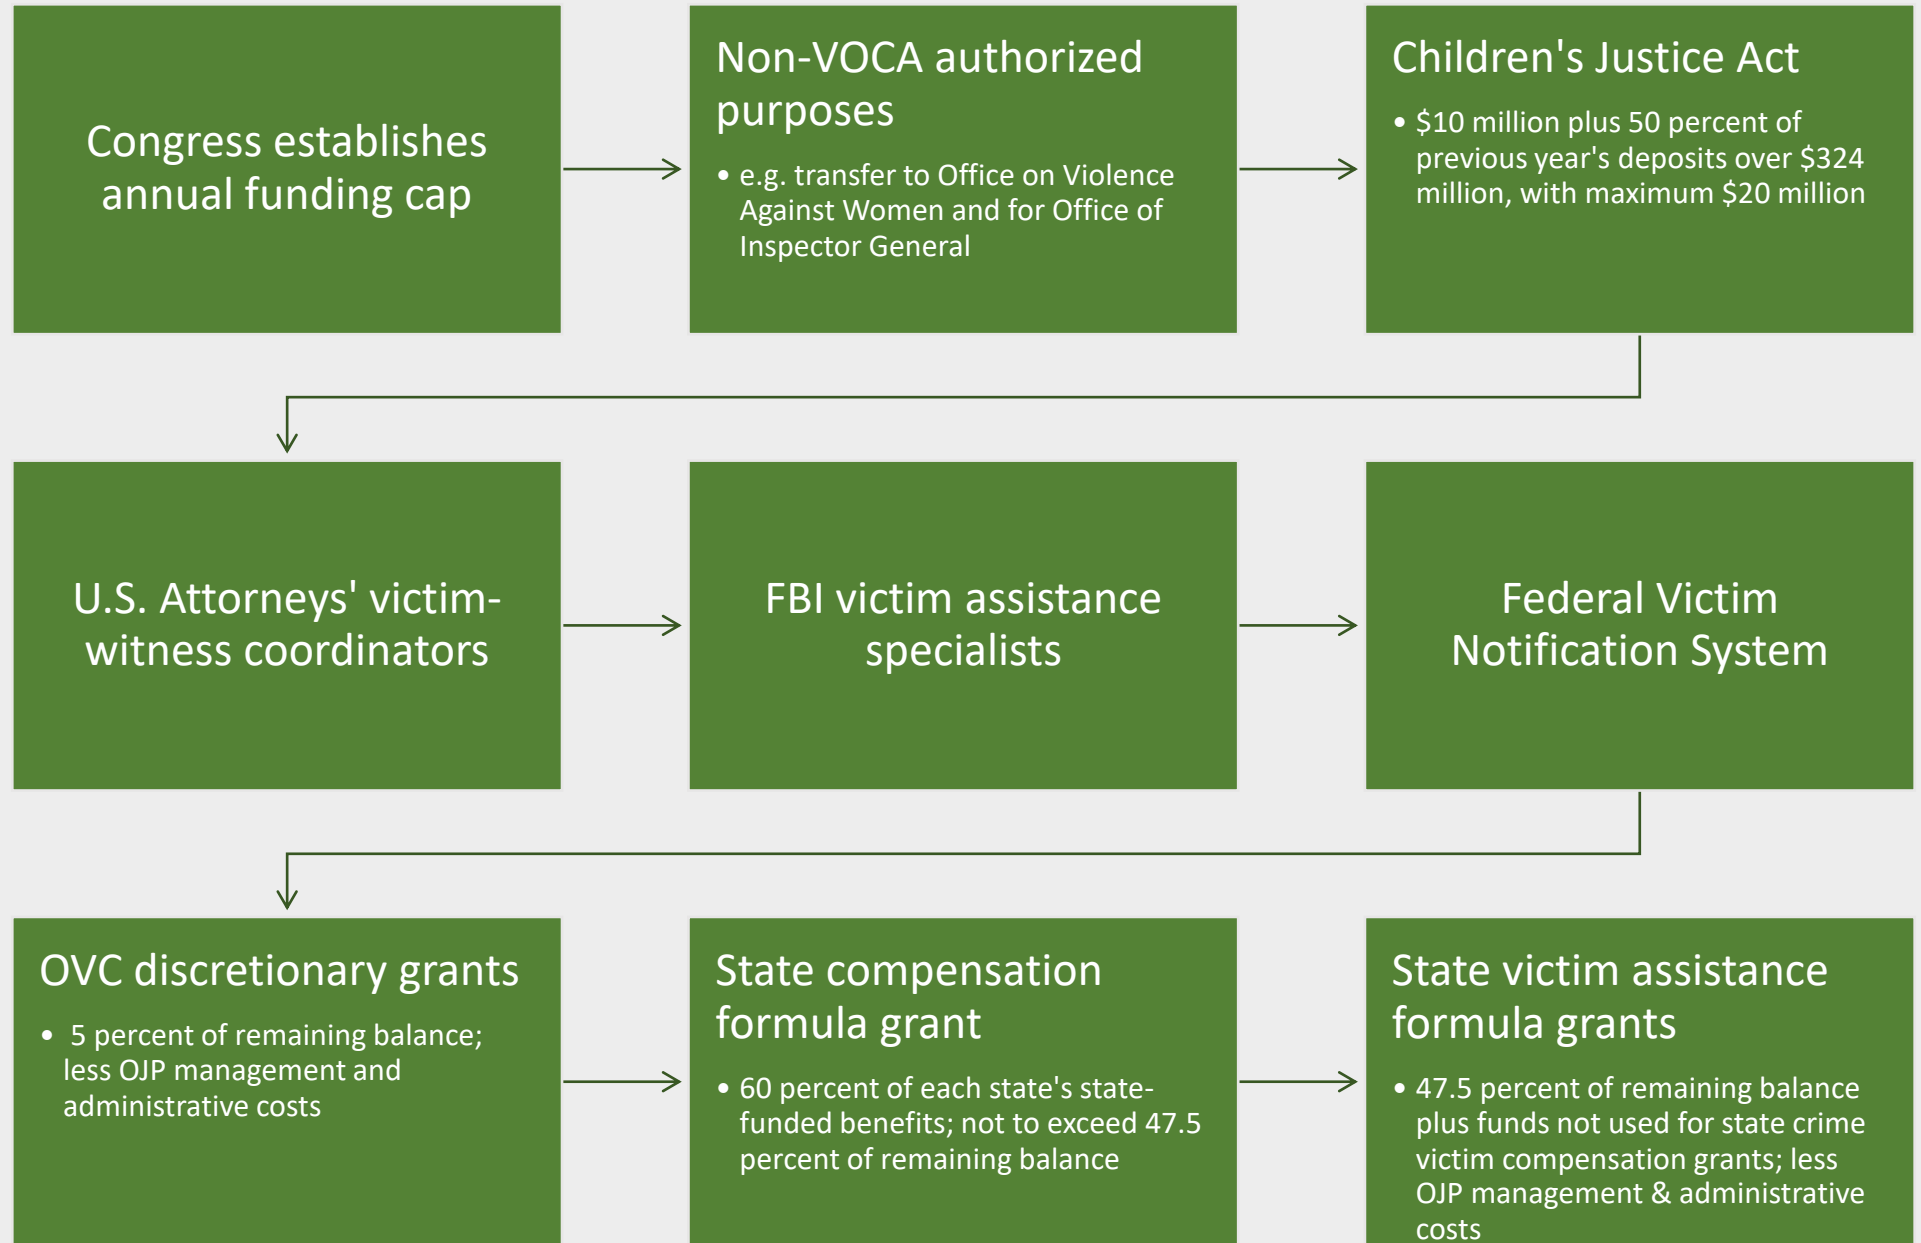 Congress establishes
annual funding cap
Non-VOCA authorized
purposes
• e.g. transfer to Office on Violence
Against Women and for Office of
Inspector General
Children's Justice Act
• $10 million plus 50 percent of
previous year's deposits over $324
million, with maximum $20 million
U.S. Attorneys' victim-
witness coordinators
FBI victim assistance
specialists
Federal Victim
Notification System
OVC discretionary grants
• 5 percent of remaining balance;
less OJP management and
administrative costs
State compensation
formula grant
• 60 percent of each state's state-
funded benefits; not to exceed 47.5
percent of remaining balance
State victim assistance
formula grants
• 47.5 percent of remaining balance
plus funds not used for state crime
victim compensation grants; less
OJP management & administrative
costs